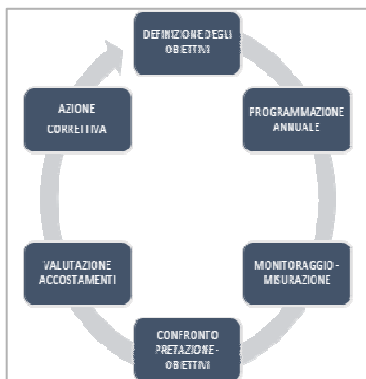 DEFINIZIONE DEGLI
OBIETTIVI
PROGRAMMAZIONE
ANNUALE
MONITORAGGIO -
MISURAZIONE
CONFRONTO
PRETAZIONE -
OBIETTIVI
VALUTAZIONE
ACCOSTAMENTI
AZIONE
CORRETTIVA